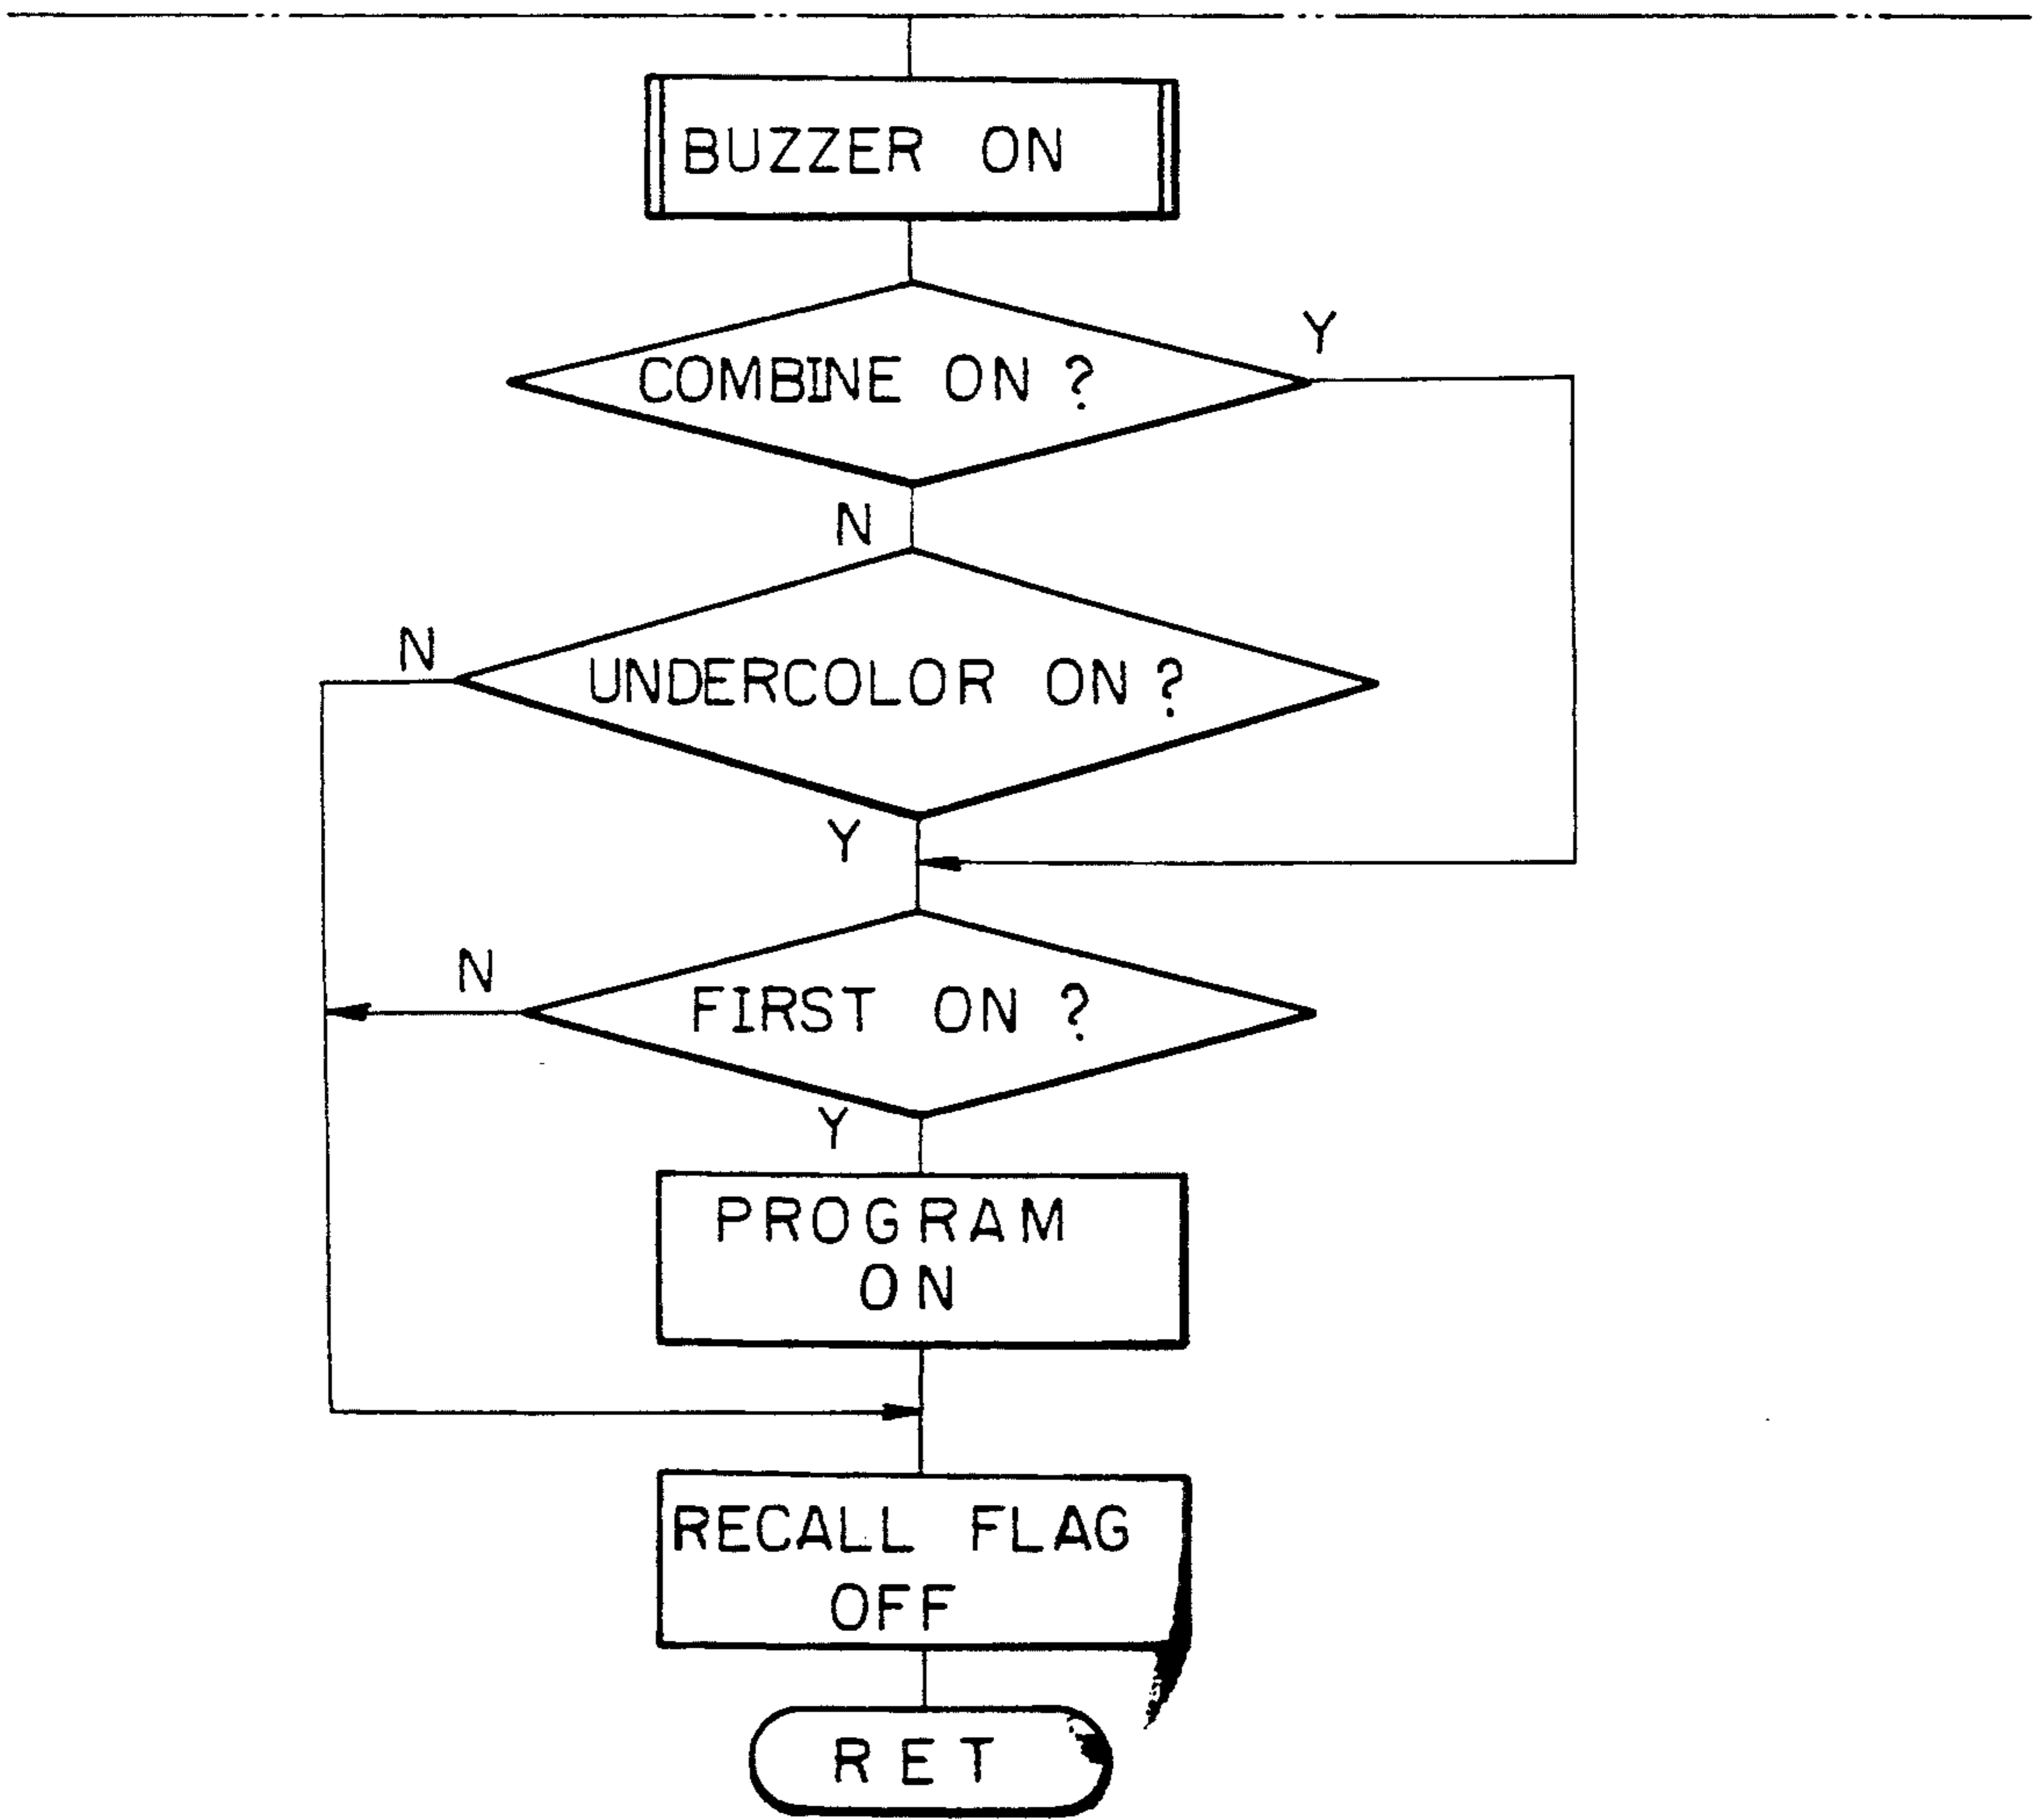 BUZZER ON
Y
COMBINE ON ?
N
N
UNDERCOLOR ON ?
Y
N
FIRST ON ?
Y
PROGRAM
ON
RECALL FLAG
OFF
RET